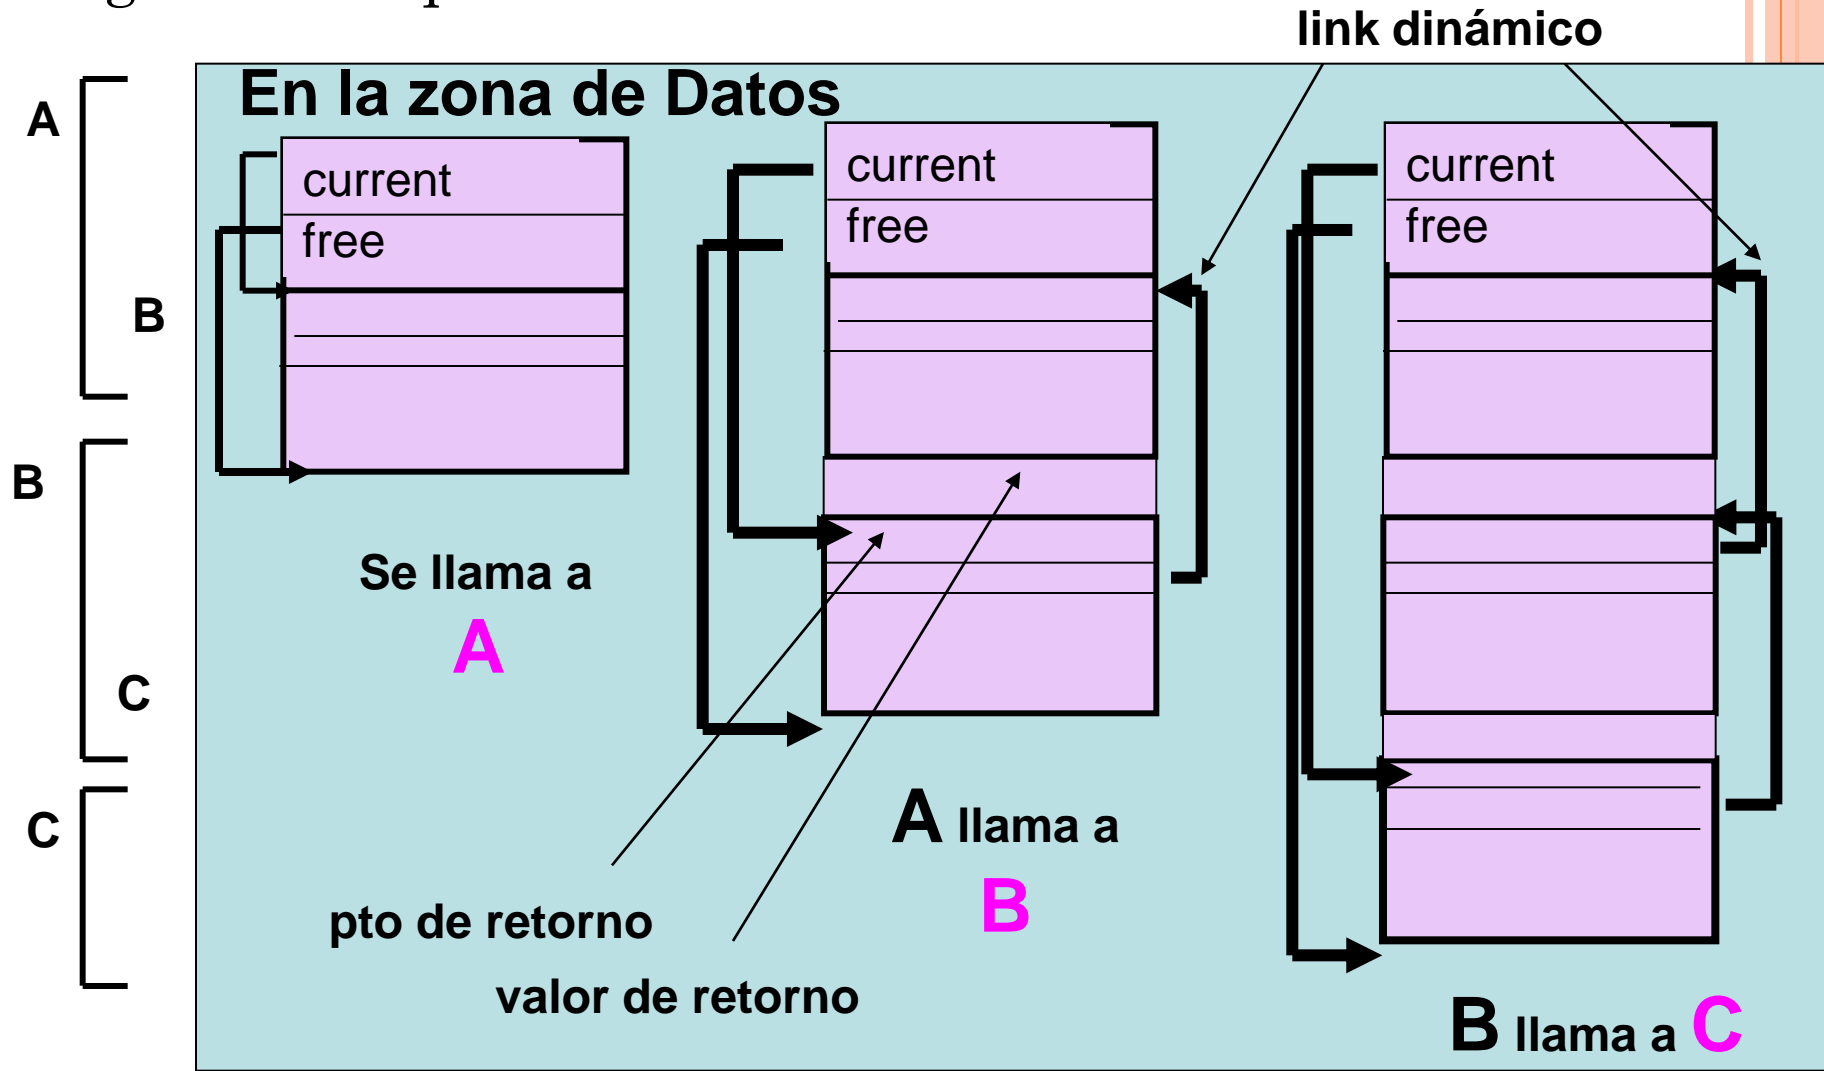 link dinámico
En la zona de Datos
A
B
B
C
C
current
free
current
free
current
free
Se llama a
A
A llama a
B
pto de retorno
valor de retorno
B llama a C